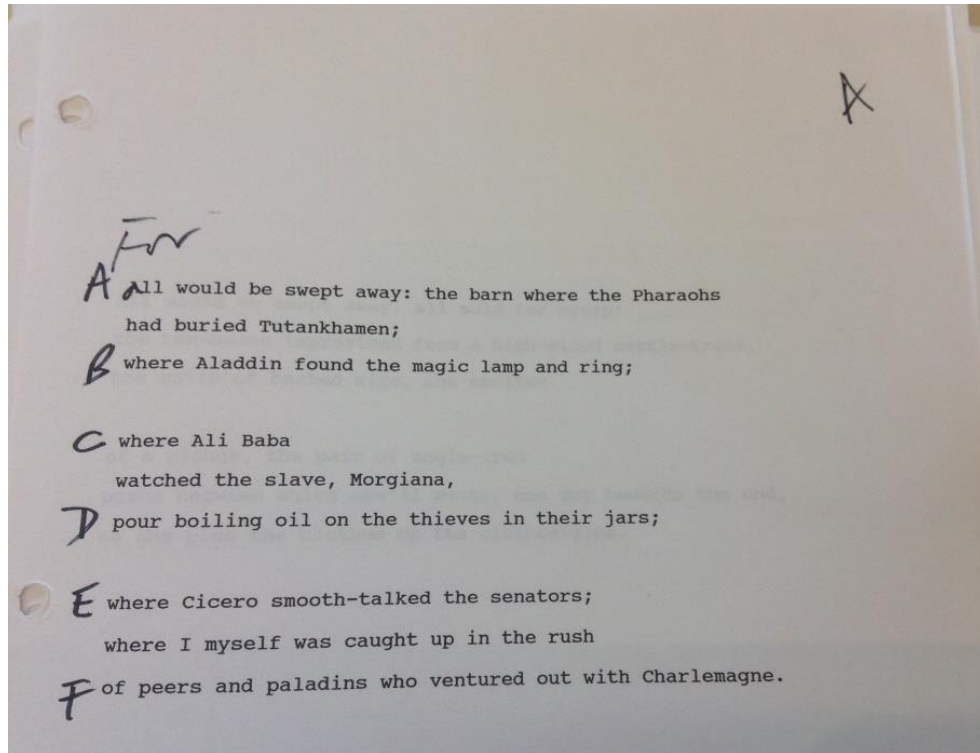 A
For
A all would be swept away: the barn where the Pharaohs
had buried Tutankhamen;
B where Aladdin found the magic lamp and ring;
C where Ali Baba
watched the slave, Morgiana,
D pour boiling oil on the thieves in their jars;
E where Cicero smooth-talked the senators;
where I myself was caught up in the rush
F of peers and paladins who ventured out with Charlemagne.